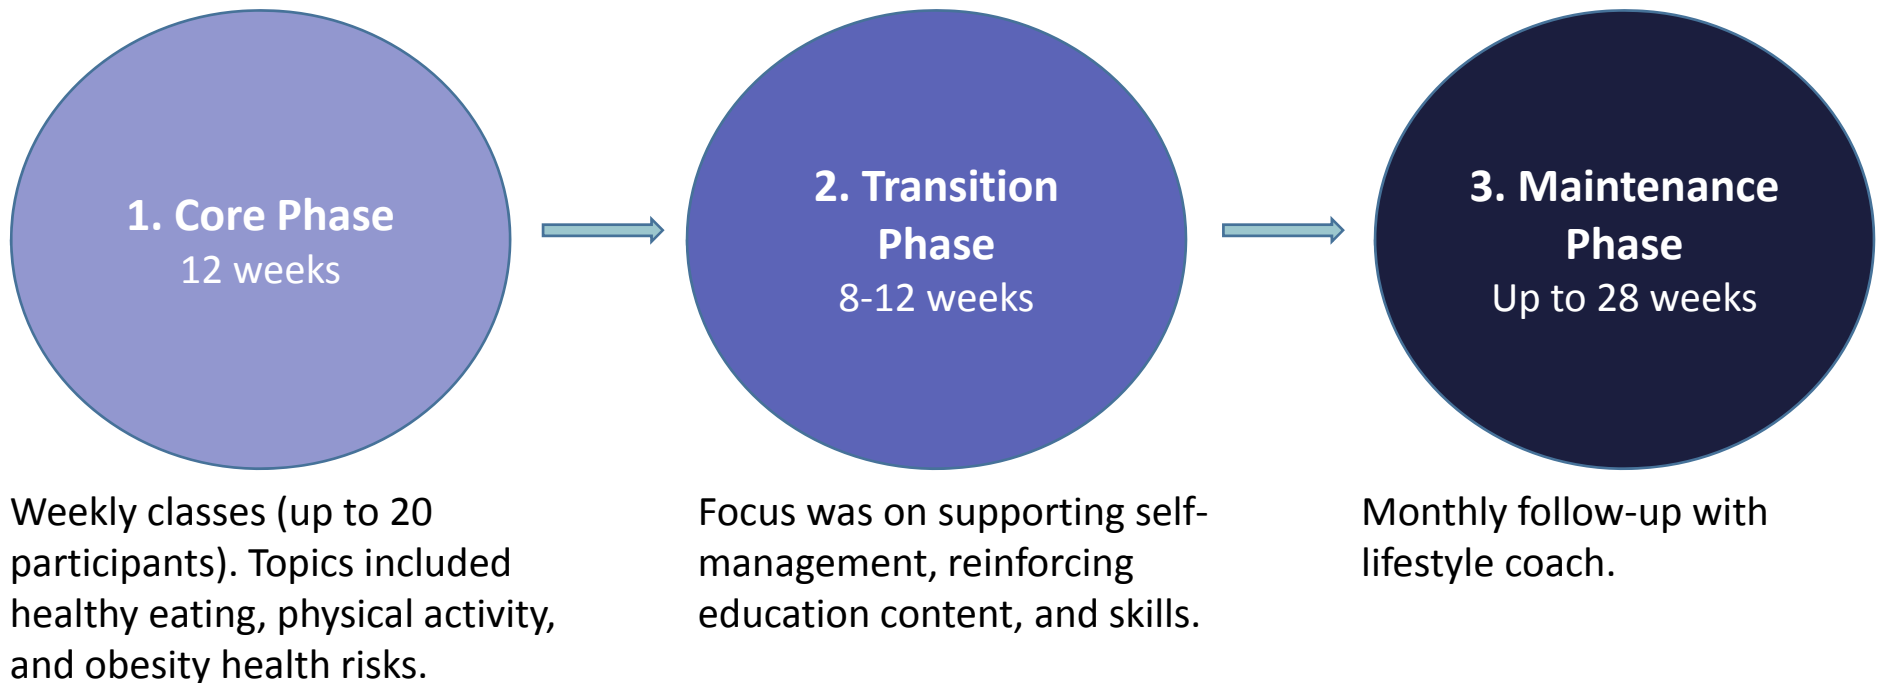 1. Core Phase
12 weeks
2. Transition
Phase
8-12 weeks
3. Maintenance
Phase
Up to 28 weeks
Weekly classes (up to 20
participants). Topics included
healthy eating, physical activity,
and obesity health risks.
Focus was on supporting self-
management, reinforcing
education content, and skills.
Monthly follow-up with
lifestyle coach.